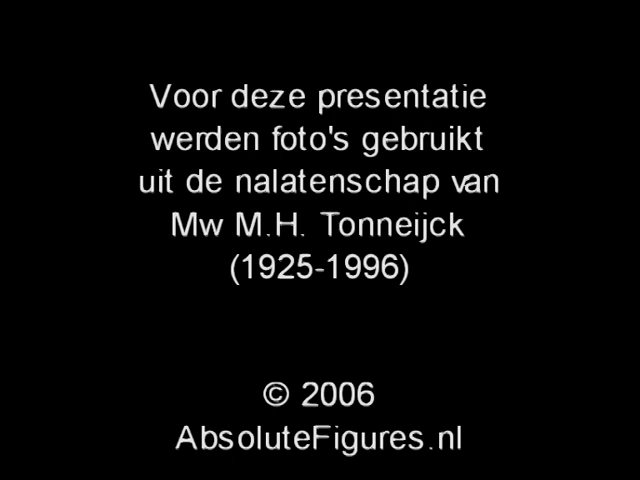 Voor deze presentatie
werden foto's gebruikt
uit de nalatenschap van
Mw M.H. Tonneijck
(1925-1996)
© 2006
AbsoluteFigures.nl